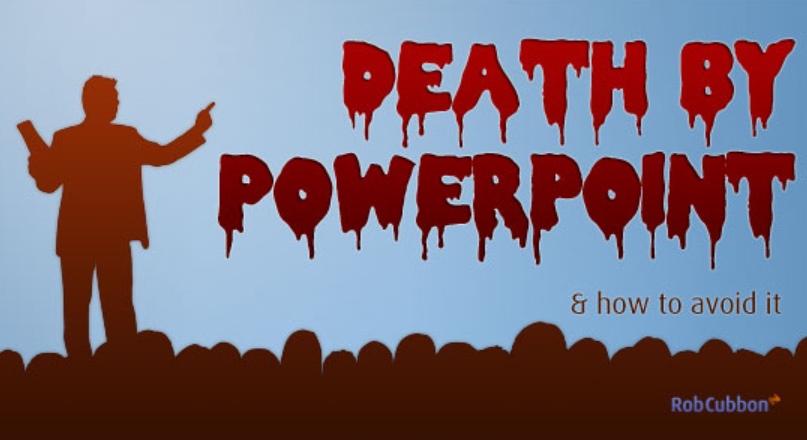 DEATH BY
POWERPOINT
& how to avoid it
RobCubbon